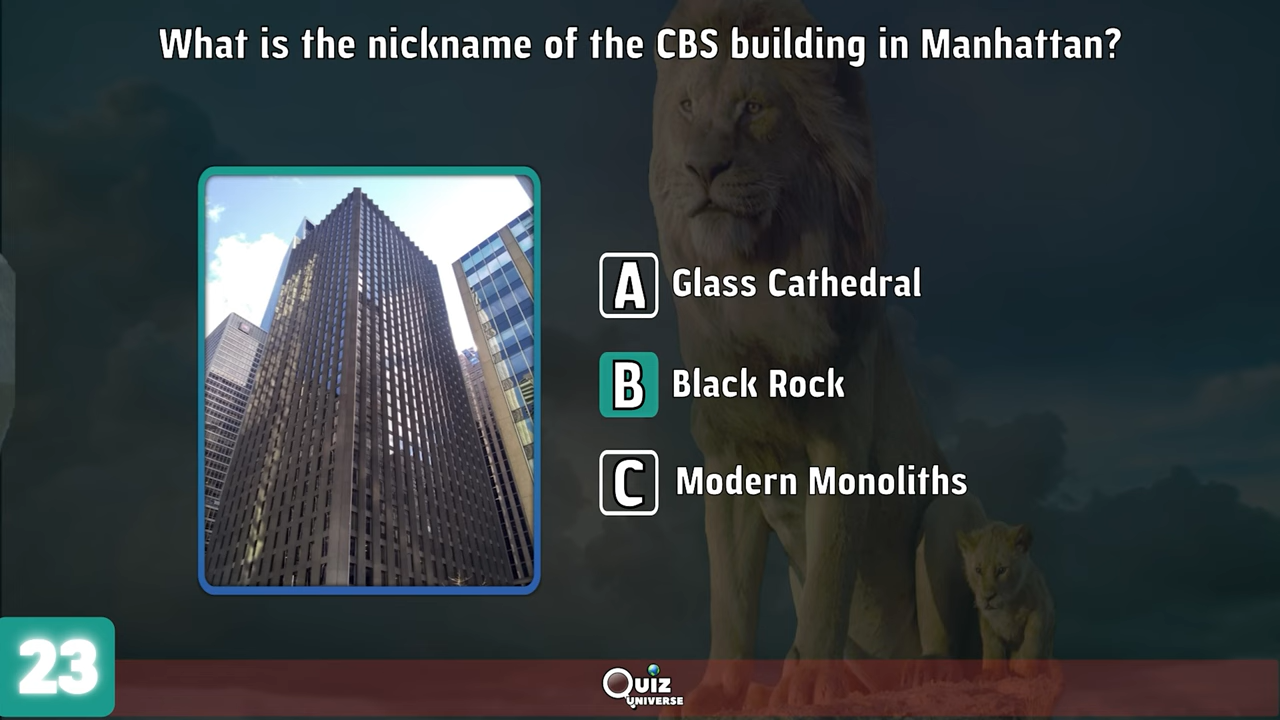 What is the nickname of the CBS building in Manhattan?
A Glass Cathedral
B Black Rock
C Modern Monoliths
23
QUIZ
UNIVERSE